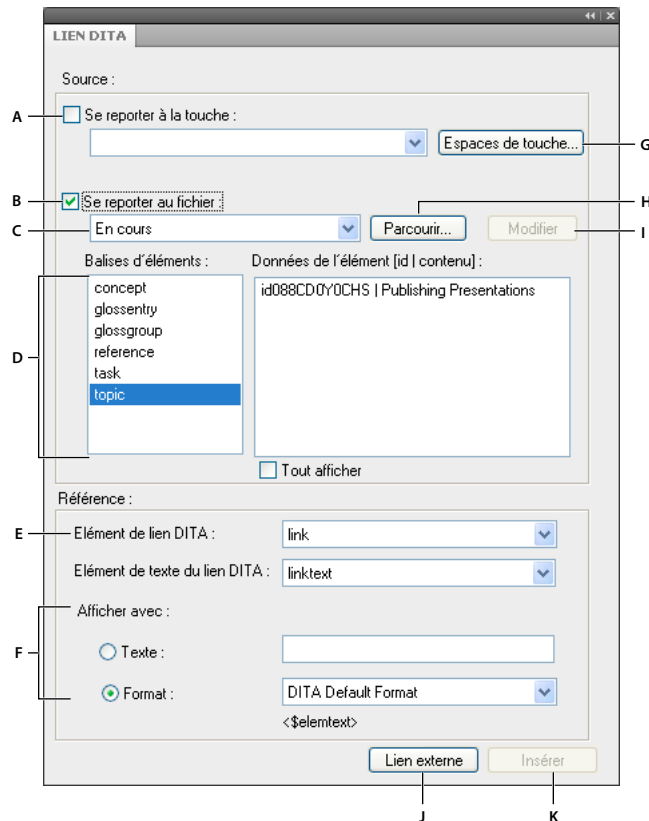 LIEN DITA
Source :
A
Se reporter à la touche :
Espaces de touche...
G
B
Se reporter au fichier :
H
C
En cours
Parcourir...
Modifier
I
Balises d'éléments :
Données de l'élément [id | contenu] :
concept
glossentry
glossgroup
reference
task
topic
id088CD0Y0CHS | Publishing Presentations
D
Tout afficher
Référence :
E
Elément de lien DITA :
link
Elément de texte du lien DITA :
linktext
Afficher avec :
F
Texte :
Format :
DITA Default Format
<$elemtext>
Lien externe
Insérer
J
K